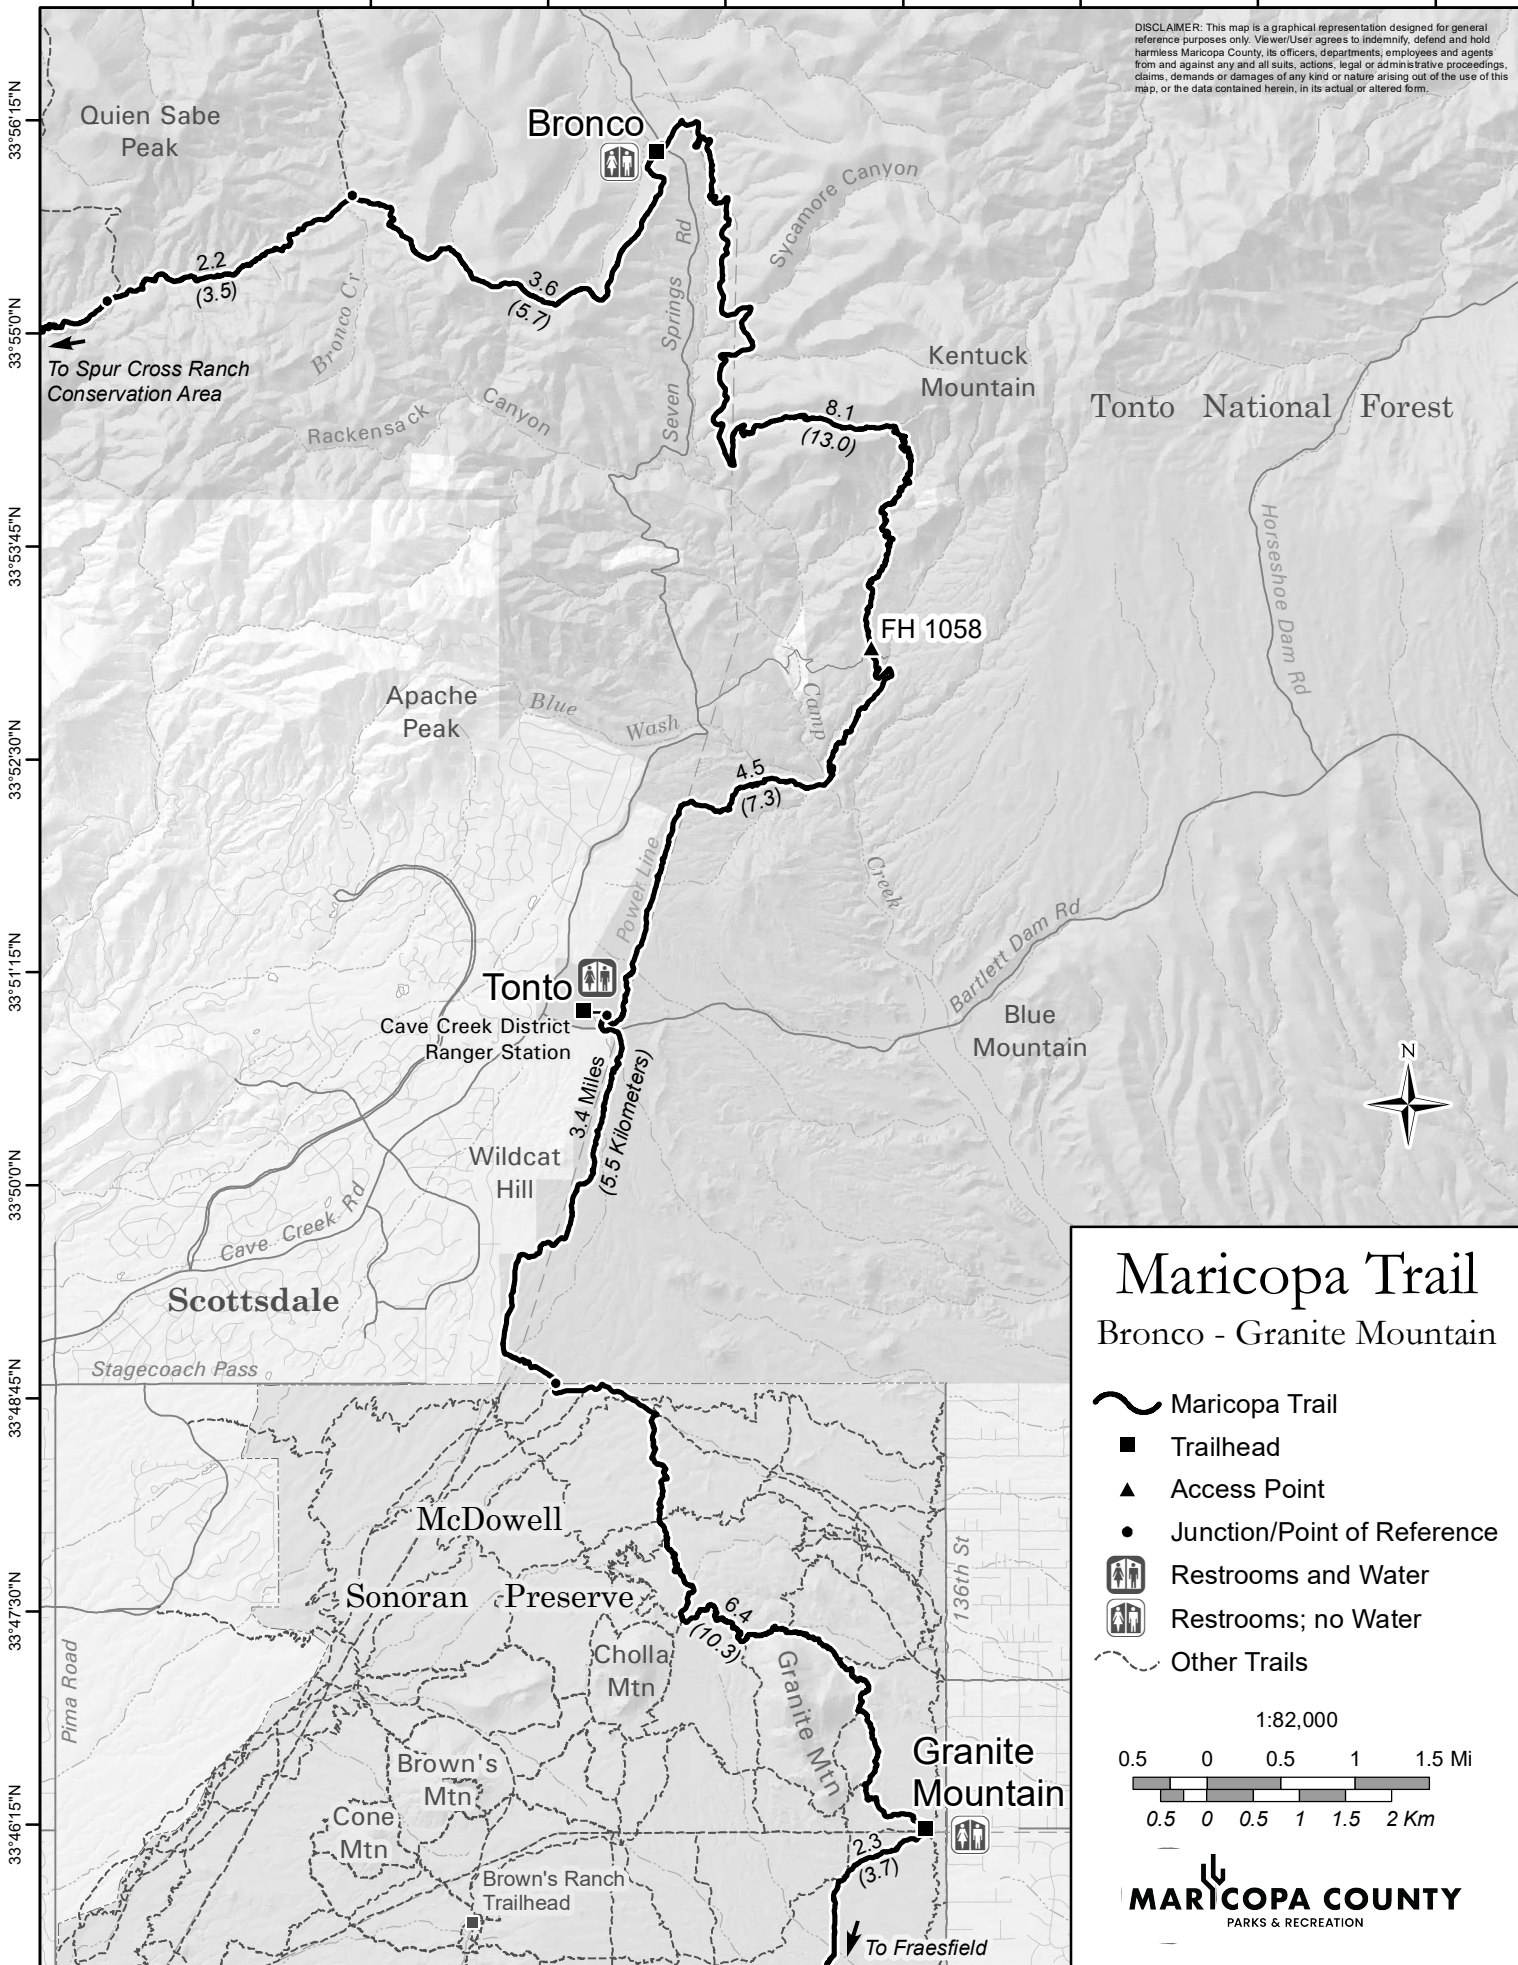 DISCLAIMER: This map is a graphical representation designed for general
reference purposes only. Viewer/User agrees to indemnify, defend and hold
harmless Maricopa County, its officers, departments, employees and agents
from and against any and all suits, actions, legal or administrative proceedings,
claims, demands or damages of any kind or nature arising out of the use of this
map, or the data contained herein, in its actual or altered form.
33°56'15"N
Quien Sabe
Peak
Bronco
Sycamore Canyon
2.2
(3.5)
3.6
(5.7)
Bronco Cr
Seven Springs Rd
33°55'0"N
To Spur Cross Ranch
Conservation Area
Kentuck
Mountain
Tonto National Forest
Rackensack Canyon
8.1
(13.0)
33°53'45"N
Horseshoe Dam Rd
FH 1058
Apache
Peak
Blue Wash
Camp Creek
33°52'30"N
4.5
(7.3)
Power Line
33°51'15"N
Tonto
Cave Creek District
Ranger Station
Bartlett Dam Rd
Blue
Mountain
N
3.4 Miles
(5.5 Kilometers)
Wildcat
Hill
33°50'0"N
Cave Creek Rd
Scottsdale
Stagecoach Pass
33°48'45"N
McDowell
Sonoran Preserve
136th St
33°47'30"N
6.4
(10.3)
Cholla
Mtn
Granite Mtn
Pima Road
Brown's
Mtn
Cone
Mtn
Granite
Mountain
33°46'15"N
2.3
(3.7)
Brown's Ranch
Trailhead
To Fraesfield
Maricopa Trail
Bronco - Granite Mountain
Maricopa Trail
Trailhead
Access Point
Junction/Point of Reference
Restrooms and Water
Restrooms; no Water
Other Trails
1:82,000
0.5 0 0.5 1 1.5 Mi
0.5 0 0.5 1 1.5 2 Km
MARICOPA COUNTY
PARKS & RECREATION